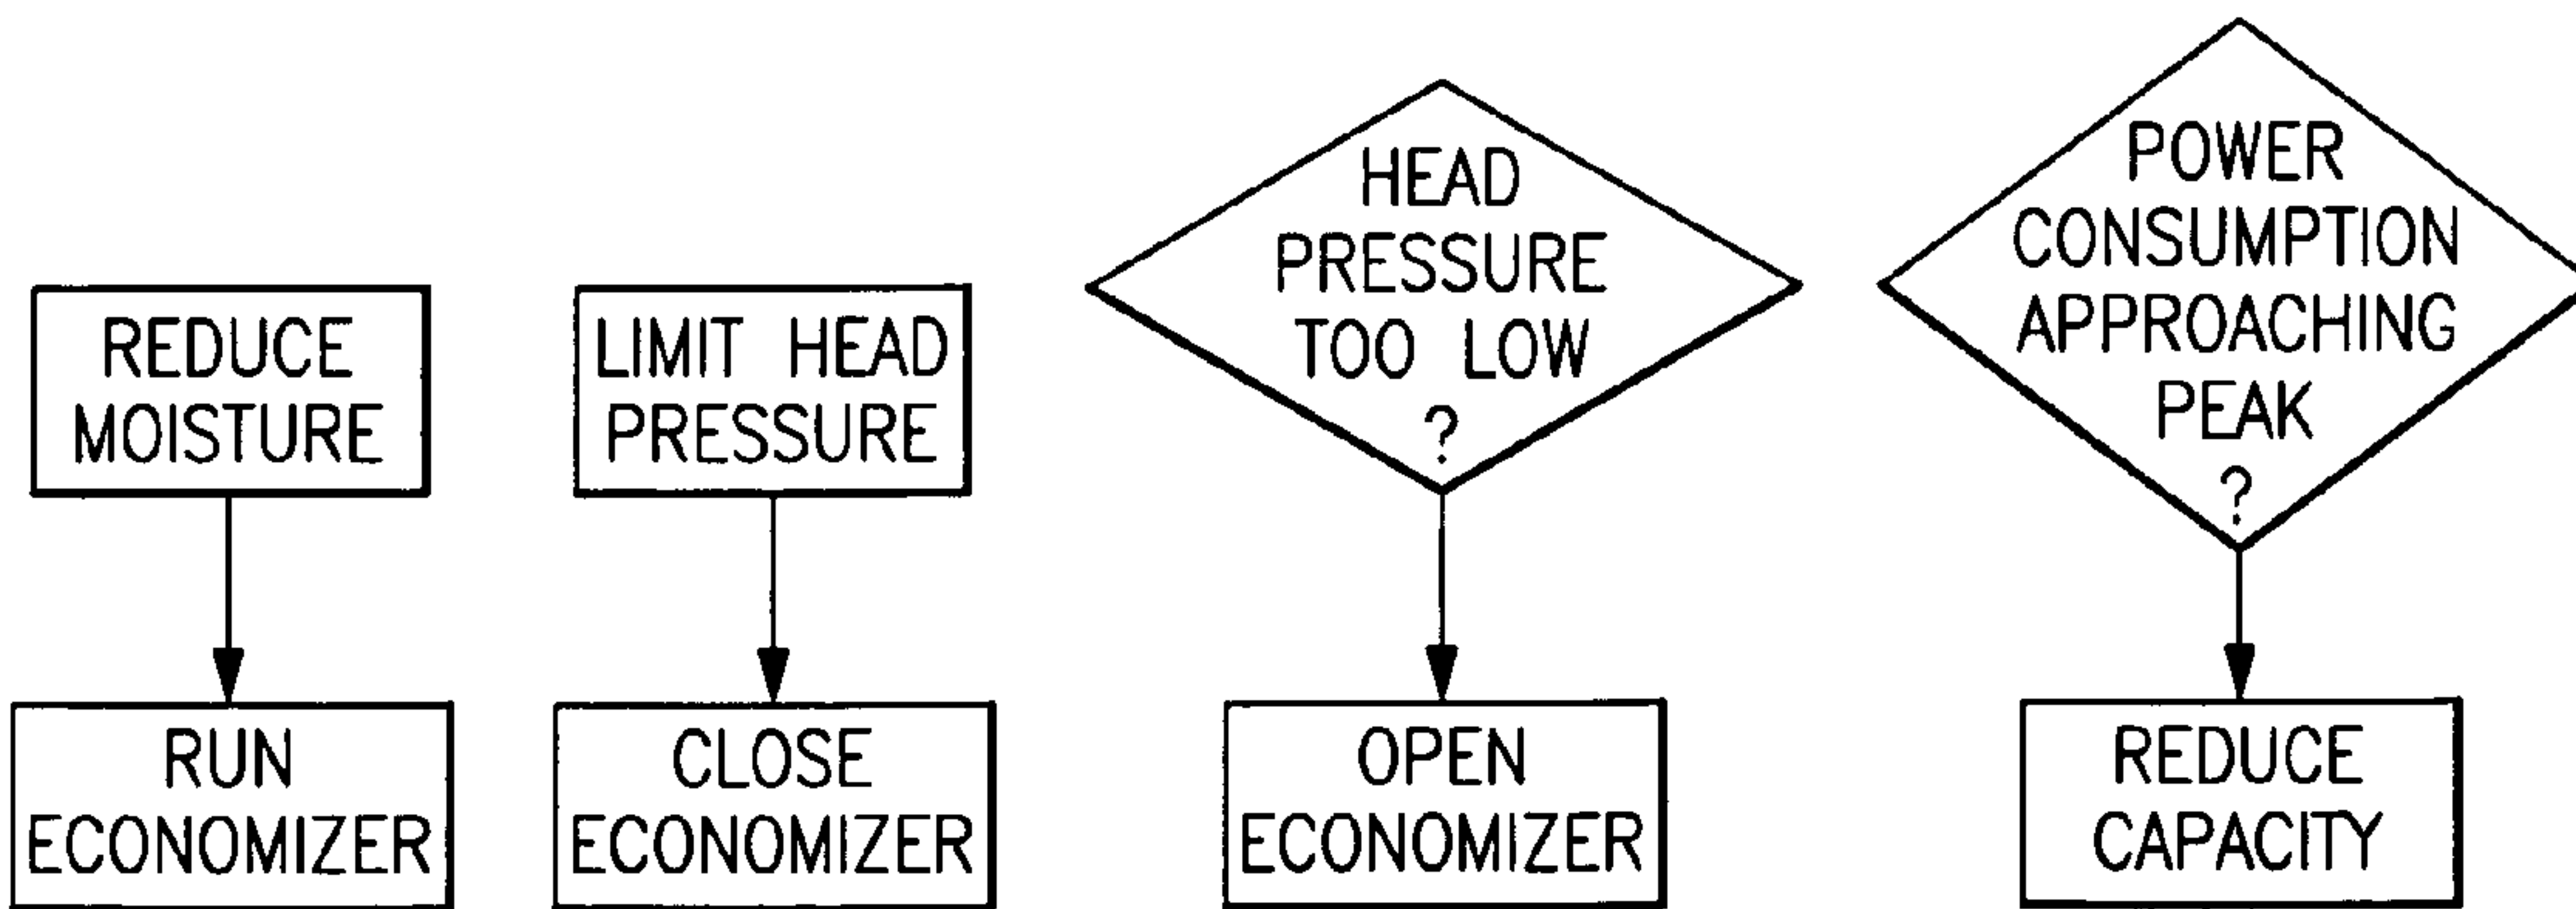 REDUCE
MOISTURE
RUN
ECONOMIZER
LIMIT HEAD
PRESSURE
CLOSE
ECONOMIZER
HEAD
PRESSURE
TOO LOW
?
OPEN
ECONOMIZER
POWER
CONSUMPTION
APPROACHING
PEAK
?
REDUCE
CAPACITY